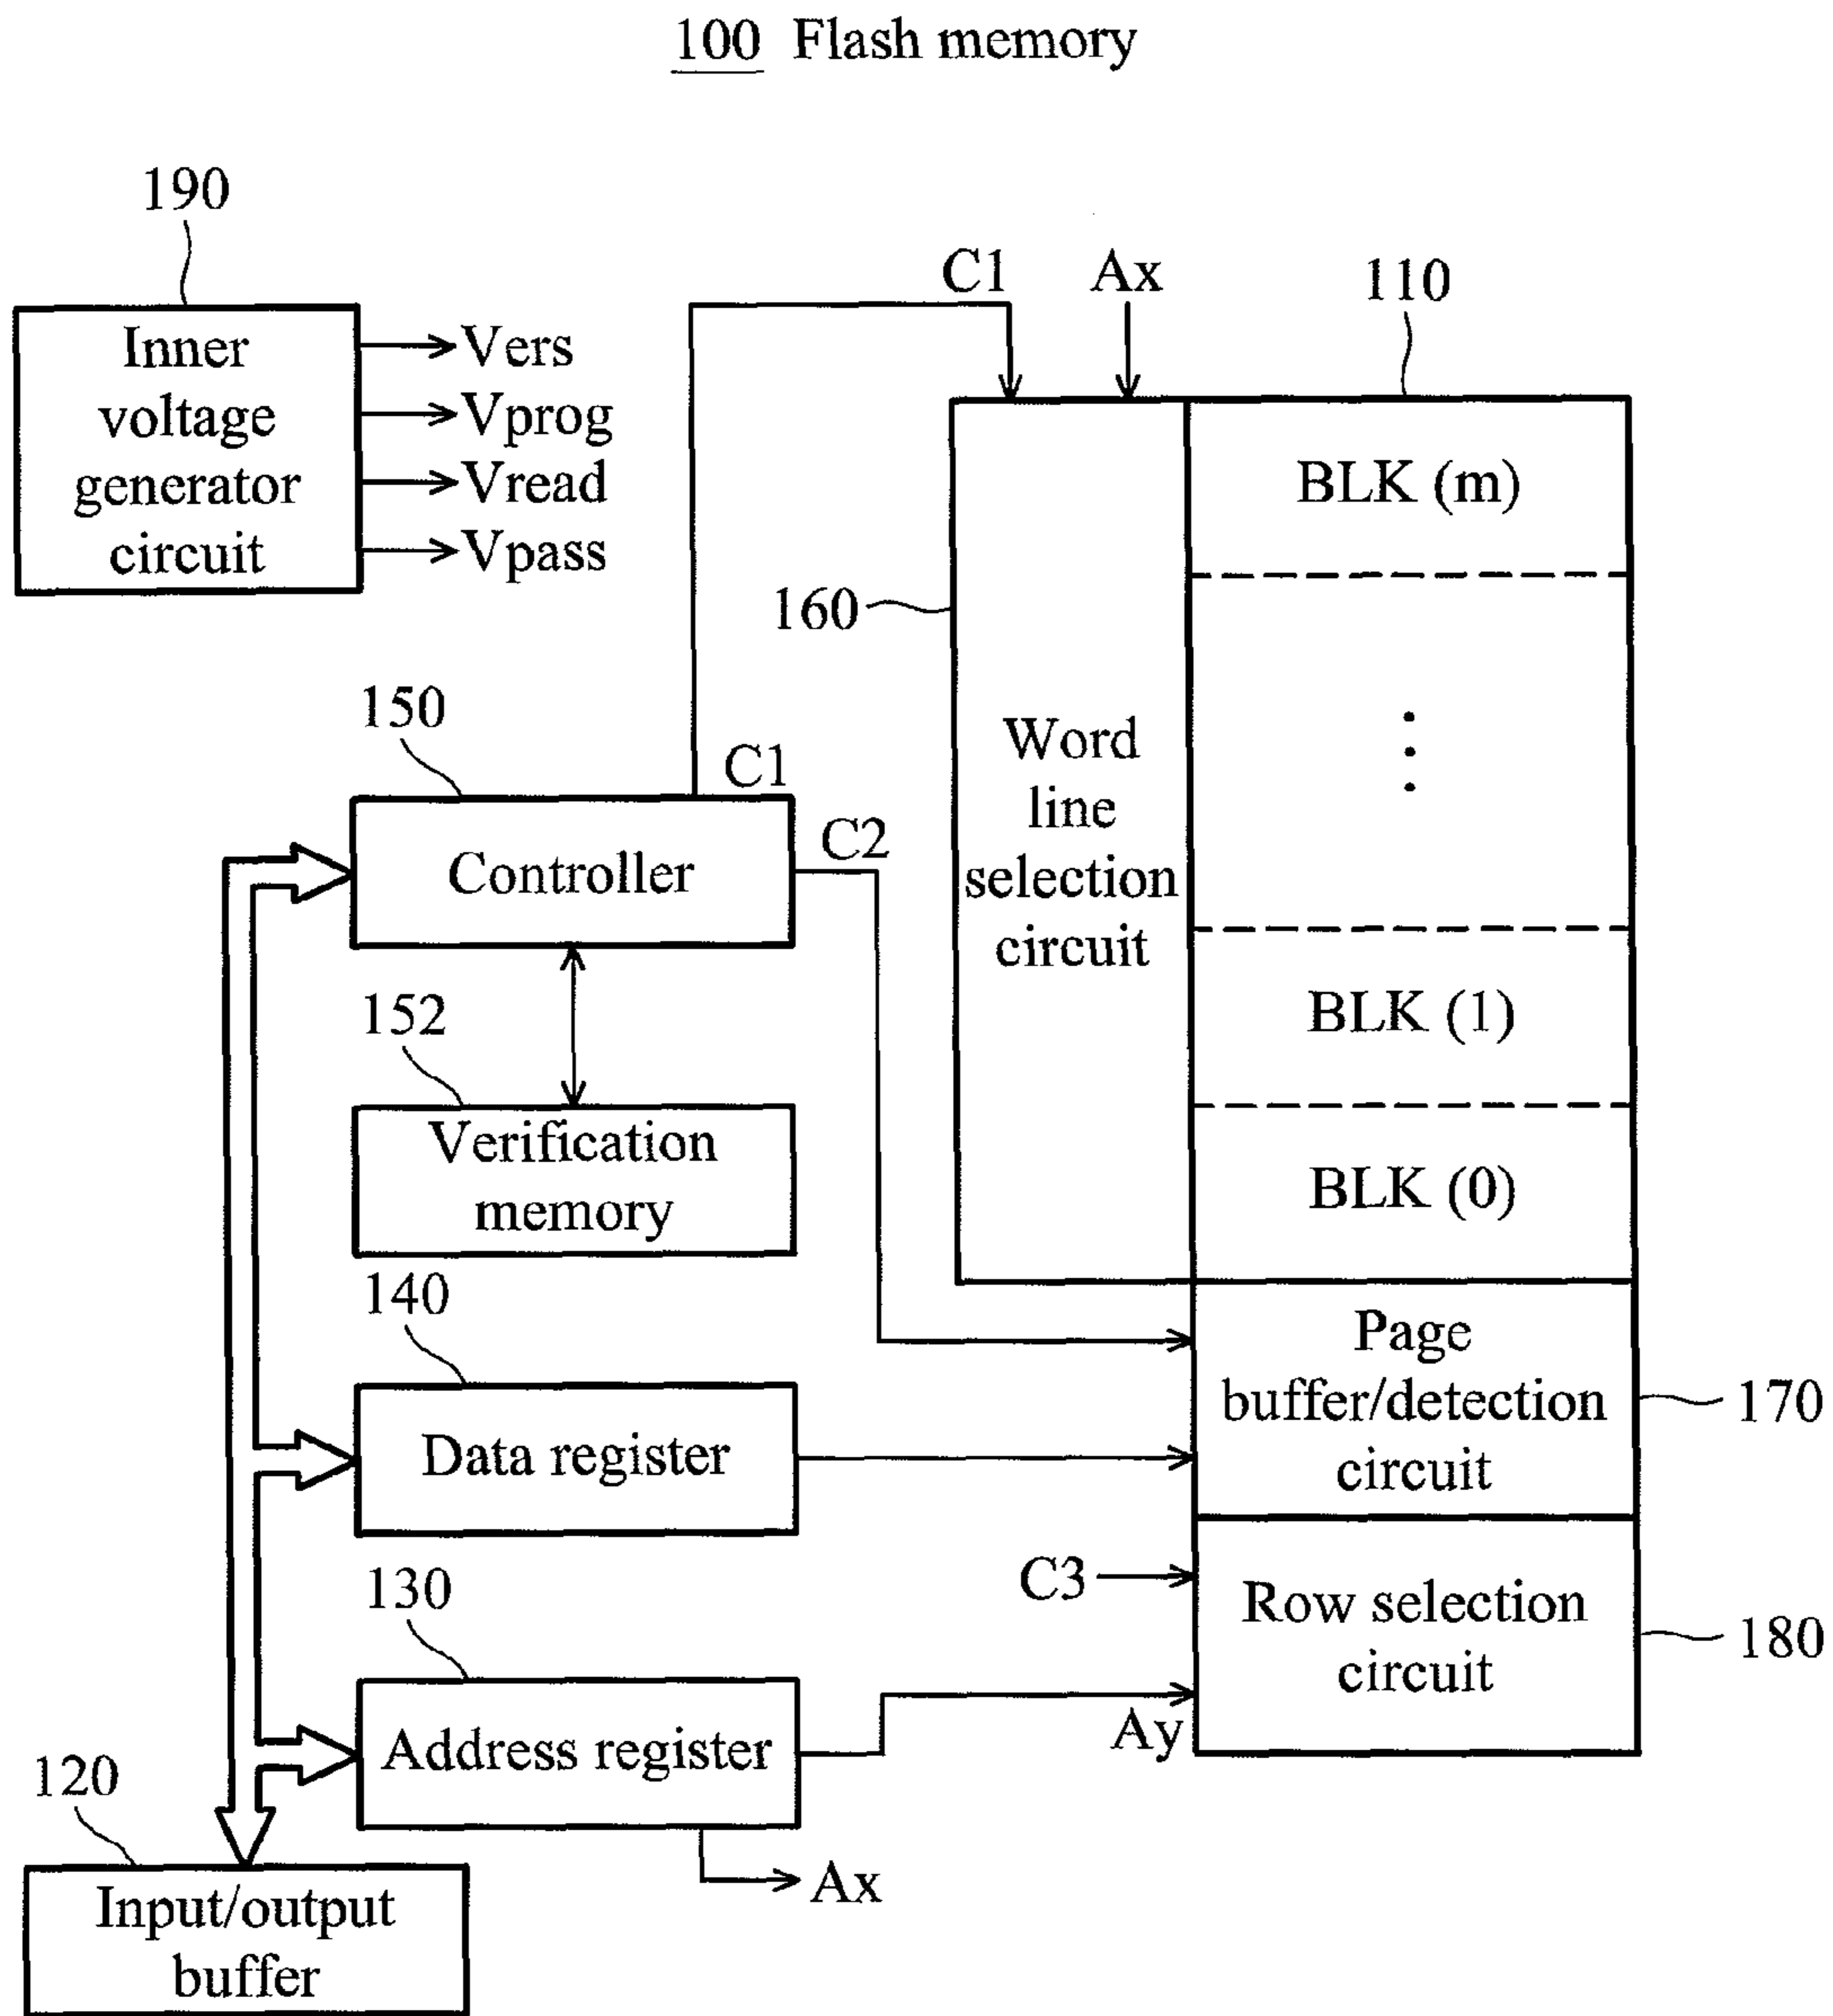 100 Flash memory
190
Inner
voltage
generator
circuit
Vers
Vprog
Vread
Vpass
C1
Ax
110
160
Word
line
selection
circuit
BLK (m)
BLK (1)
BLK (0)
150
C1
Controller
C2
152
Verification
memory
140
Data register
Page
buffer/detection
circuit
170
130
Address register
C3
Ay
Row selection
circuit
180
Ax
120
Input/output
buffer